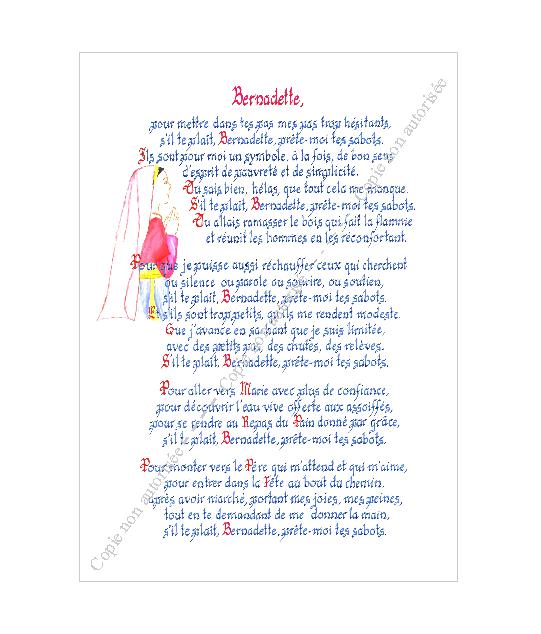 Bernadette,
pour mettre dans tes pas mes pas trop hésitants,
s'il te plaît, Bernadette, prête-moi tes sabots.
Ils sont pour moi un symbole, à la fois, de bon sens
d'esprit de pauvreté et de simplicité.
Tu sais bien, hélas, que tout cela me manque.
S'il te plaît, Bernadette, prête-moi tes sabots.
Tu allais ramasser le bois qui fait la flamme
et réunit les hommes en les réconfortant.
Pour que je puisse aussi réchauffer ceux qui cherchent
ou silence ou parole ou sourire, ou soutien,
s'il te plaît, Bernadette, prête-moi tes sabots.
Et s'ils sont trop petits, qu'ils me rendent modeste.
Que j'avance en sachant que je suis limitée,
avec des petits pas, des chutes, des relèves.
S'il te plaît, Bernadette, prête-moi tes sabots.
Pour aller vers Marie avec plus de confiance,
pour découvrir l'eau vive offerte aux assoiffés,
pour se rendre au Repas du Pain donné par grâce,
s'il te plaît, Bernadette, prête-moi tes sabots.
Pour monter vers le Père qui m'attend et qui m'aime,
pour entrer dans la Fête au bout du chemin.
après avoir marché, portant mes joies, mes peines,
tout en te demandant de me donner la main,
s'il te plaît, Bernadette, prête-moi tes sabots.
Copie non autorisée — Copie non autorisée — Copie non autorisée